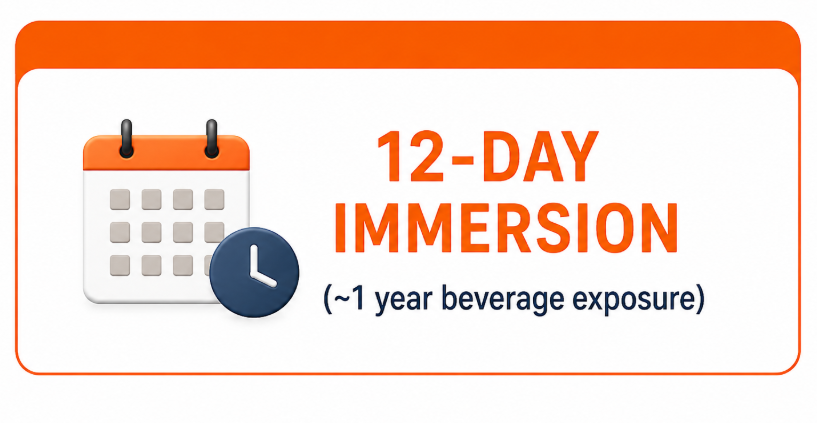 12-DAY
IMMERSION
(~1 year beverage exposure)